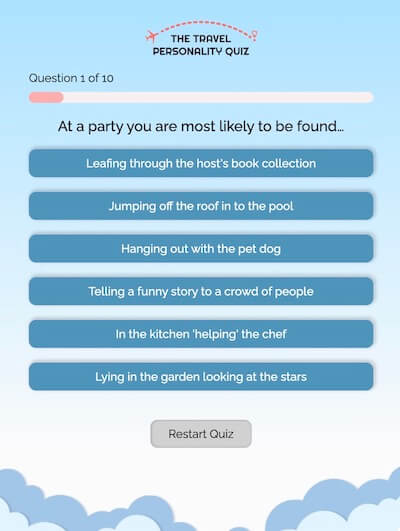 THE TRAVEL
PERSONALITY QUIZ
Question 1 of 10
At a party you are most likely to be found...
Leafing through the host's book collection
Jumping off the roof in to the pool
Hanging out with the pet dog
Telling a funny story to a crowd of people
In the kitchen 'helping' the chef
Lying in the garden looking at the stars
Restart Quiz